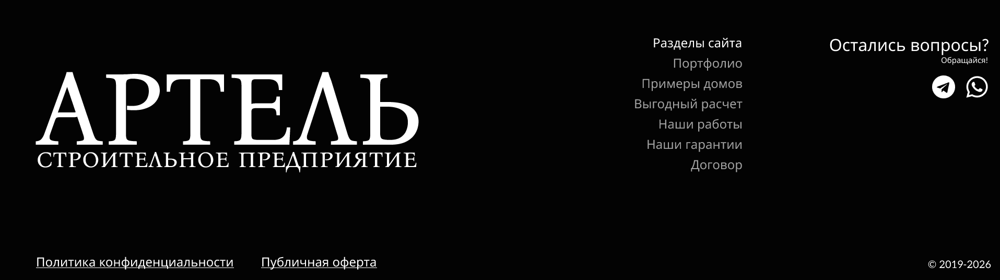 АРТЕЛЬ
СТРОИТЕЛЬНОЕ ПРЕДПРИЯТИЕ
Разделы сайта
Портфолио
Примеры домов
Выгодный расчет
Наши работы
Наши гарантии
Договор
Остались вопросы?
Обращайся!
Политика конфиденциальности
Публичная оферта
© 2019-2026